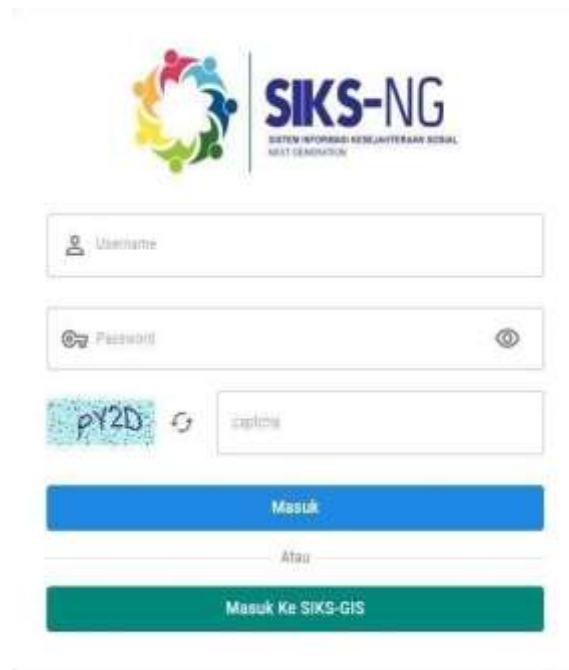 SIKS-NG
SISTEM INFORMASI KESEJAHTERAAN SOSIAL
NEXT GENERATION
Username
Password
pY2D
captcha
Masuk
Atau
Masuk Ke SIKS-GIS